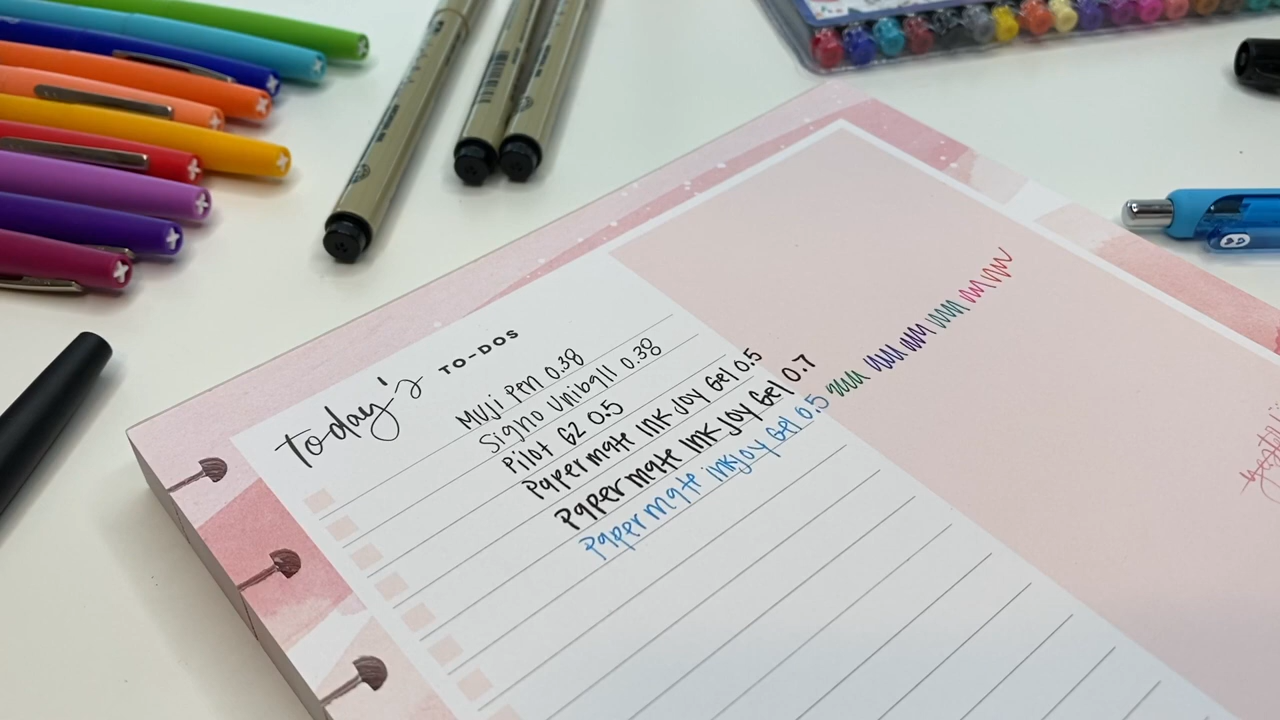 Today's TO-DOS
Muji Pen 0.38
Signo Uniball 0.38
Pilot G2 0.5
Papermate InkJoy Gel 0.5
Papermate InkJoy Gel 0.7
Papermate InkJoy Gel 0.5